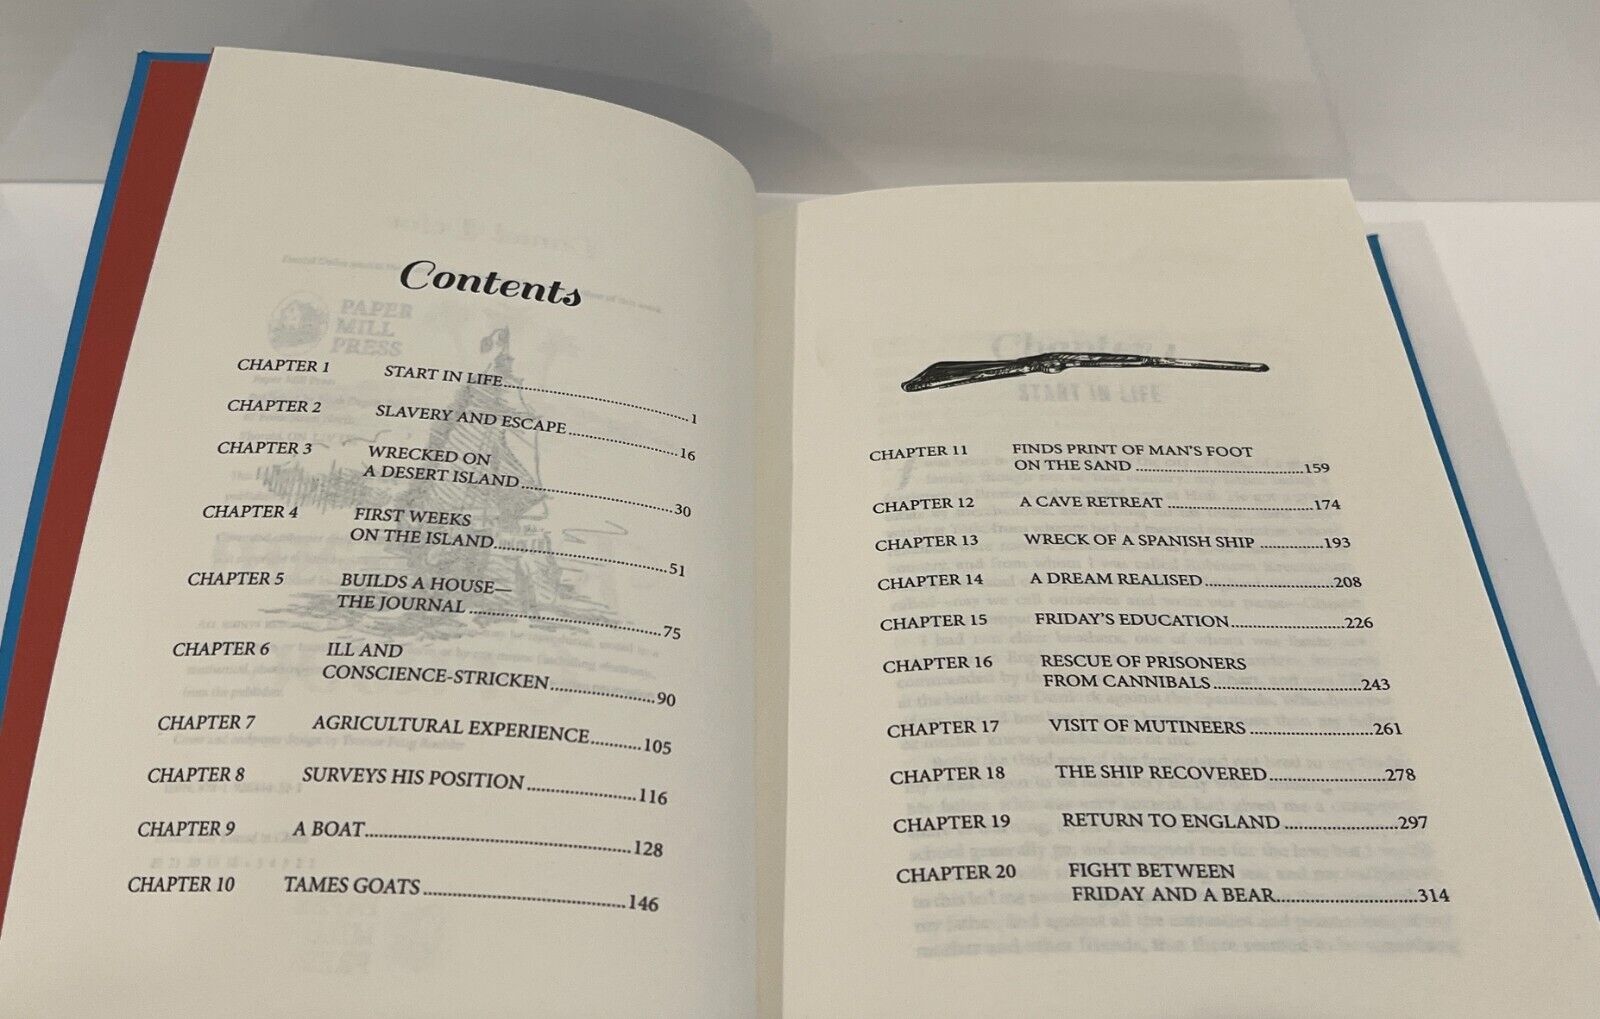 Contents
CHAPTER 1 START IN LIFE..............................1
CHAPTER 2 SLAVERY AND ESCAPE..................16
CHAPTER 3 WRECKED ON
A DESERT ISLAND.........................30
CHAPTER 4 FIRST WEEKS
ON THE ISLAND............................51
CHAPTER 5 BUILDS A HOUSE—
THE JOURNAL..............................75
CHAPTER 6 ILL AND
CONSCIENCE-STRICKEN.................90
CHAPTER 7 AGRICULTURAL EXPERIENCE..........105
CHAPTER 8 SURVEYS HIS POSITION....................116
CHAPTER 9 A BOAT..........................................128
CHAPTER 10 TAMES GOATS................................146
PAPER
MILL
PRESS
CHAPTER 11 FINDS PRINT OF MAN'S FOOT
ON THE SAND ..............................159
CHAPTER 12 A CAVE RETREAT .........................174
CHAPTER 13 WRECK OF A SPANISH SHIP .............193
CHAPTER 14 A DREAM REALISED......................208
CHAPTER 15 FRIDAY'S EDUCATION....................226
CHAPTER 16 RESCUE OF PRISONERS
FROM CANNIBALS..........................243
CHAPTER 17 VISIT OF MUTINEERS .....................261
CHAPTER 18 THE SHIP RECOVERED....................278
CHAPTER 19 RETURN TO ENGLAND ....................297
CHAPTER 20 FIGHT BETWEEN
FRIDAY AND A BEAR........................314
START IN LIFE